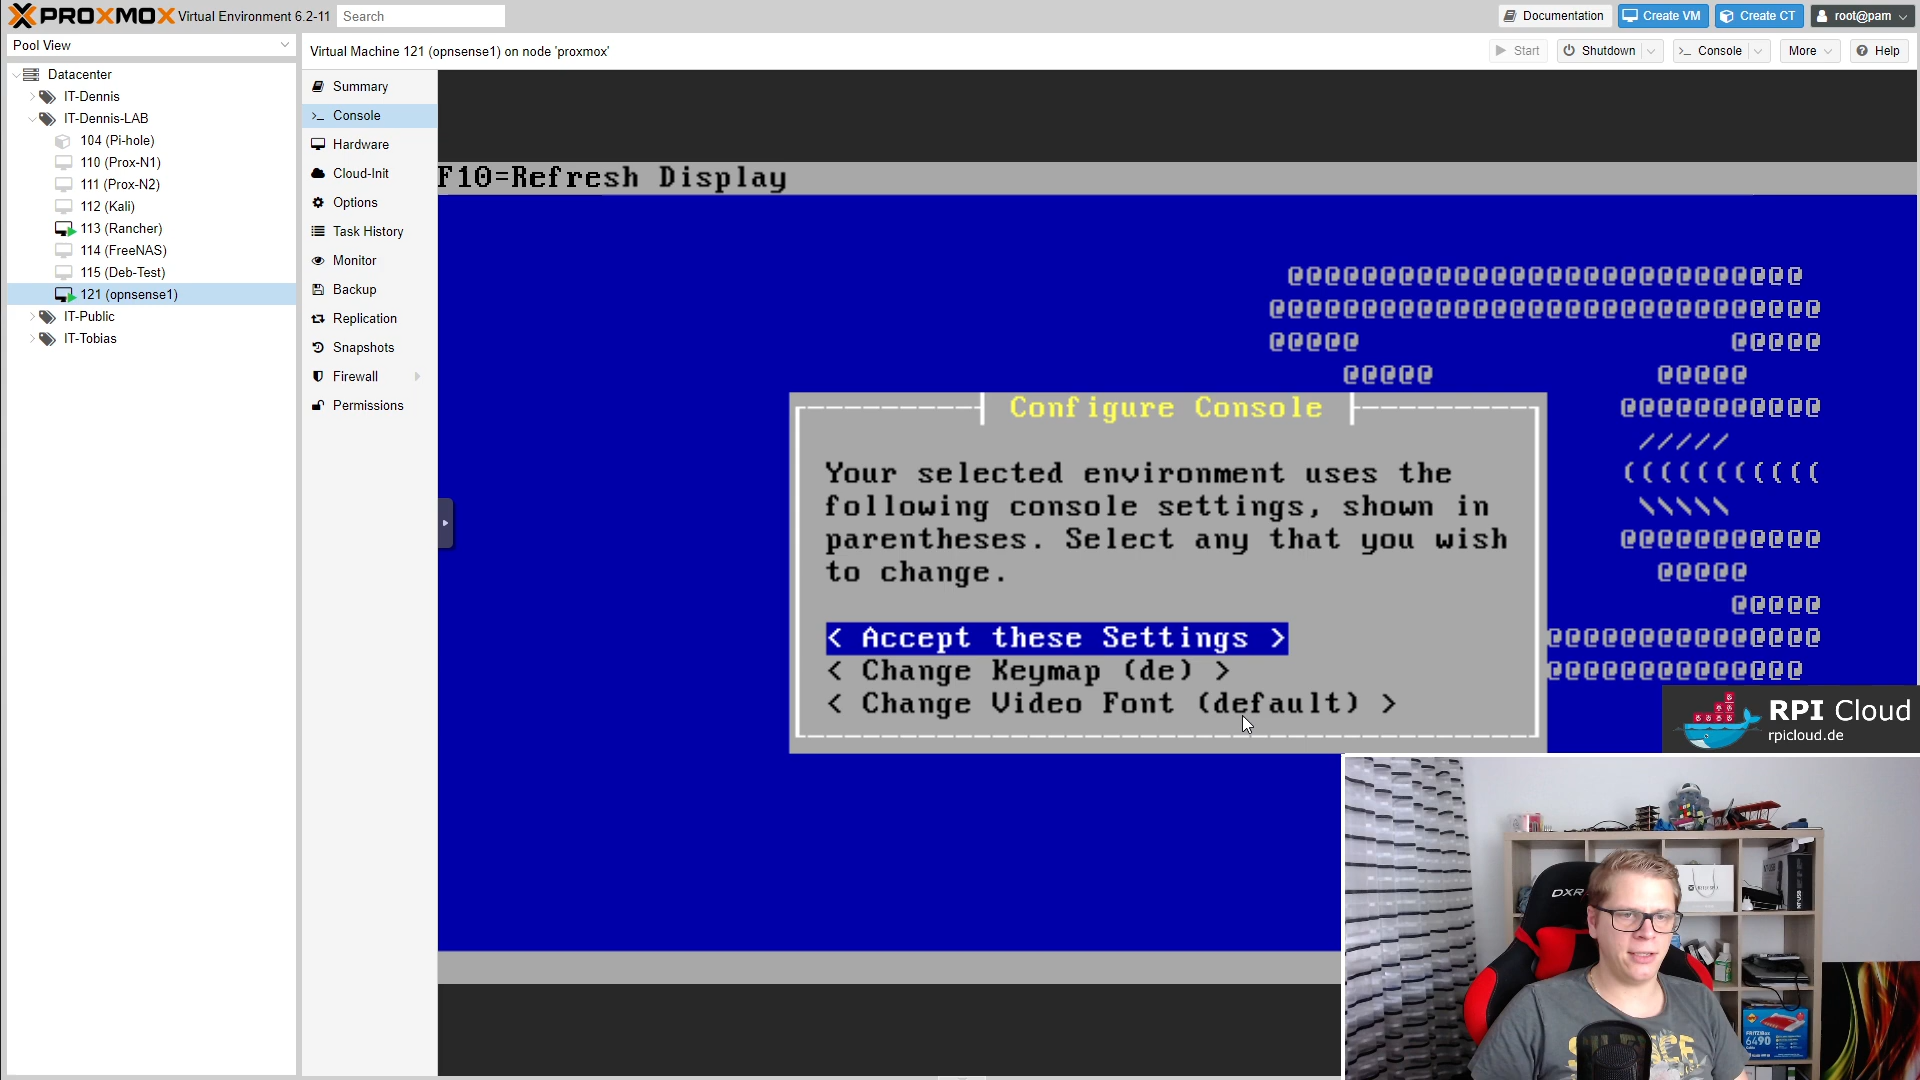 PROXMOX Virtual Environment 6.2-11 Search
Documentation Create VM Create CT root@pam
Pool View
Virtual Machine 121 (opnsense1) on node 'proxmox'
Start Shutdown >_ Console More Help
Datacenter
IT-Dennis
IT-Dennis-LAB
104 (Pi-hole)
110 (Prox-N1)
111 (Prox-N2)
112 (Kali)
113 (Rancher)
114 (FreeNAS)
115 (Deb-Test)
121 (opnsense1)
IT-Public
IT-Tobias
Summary
>_ Console
Hardware
Cloud-Init
Options
Task History
Monitor
Backup
Replication
Snapshots
Firewall
Permissions
F10=Refresh Display
@@@@@@@@@@@@@@@@@@@@@@@@@@@@
@@@@@@@@@@@@@@@@@@@@@@@@@@@@@@
@@@@@ @@@@@
@@@@@ @@@@@
@@@@@@@@@@@
/////
(((((((((((
\\\\\
@@@@@@@@@@@
@@@@@
@@@@@
@@@@@@@@@@@@@@@
@@@@@@@@@@@@@@
Configure Console
Your selected environment uses the
following console settings, shown in
parentheses. Select any that you wish
to change.
< Accept these Settings >
< Change Keymap (de) >
< Change Video Font (default) >
RPI Cloud
rpicloud.de
DXR
FRITZ!Box
6490